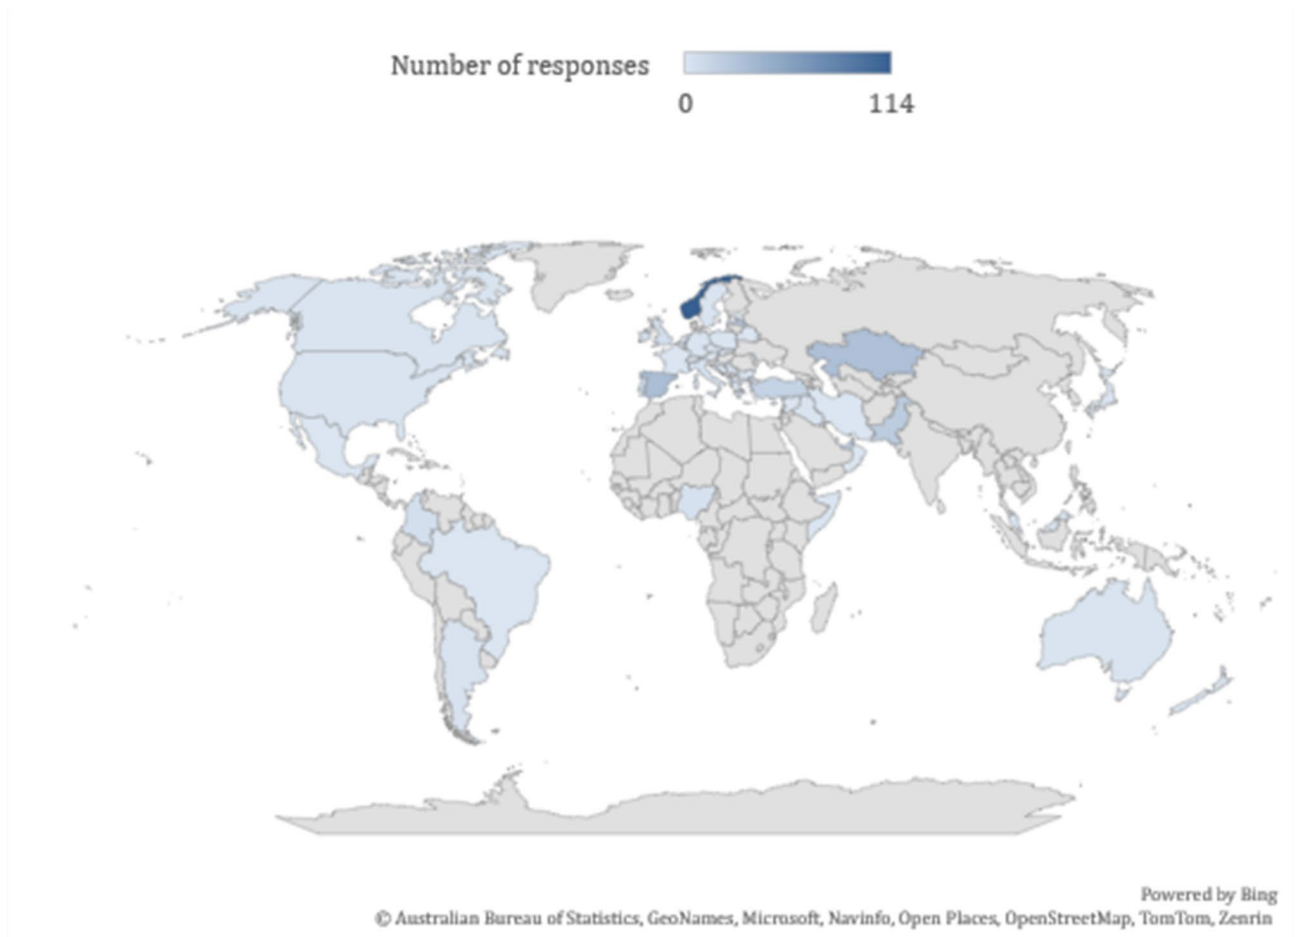 Number of responses
0 114
Powered by Bing
© Australian Bureau of Statistics, GeoNames, Microsoft, Navinfo, Open Places, OpenStreetMap, TomTom, Zenrin